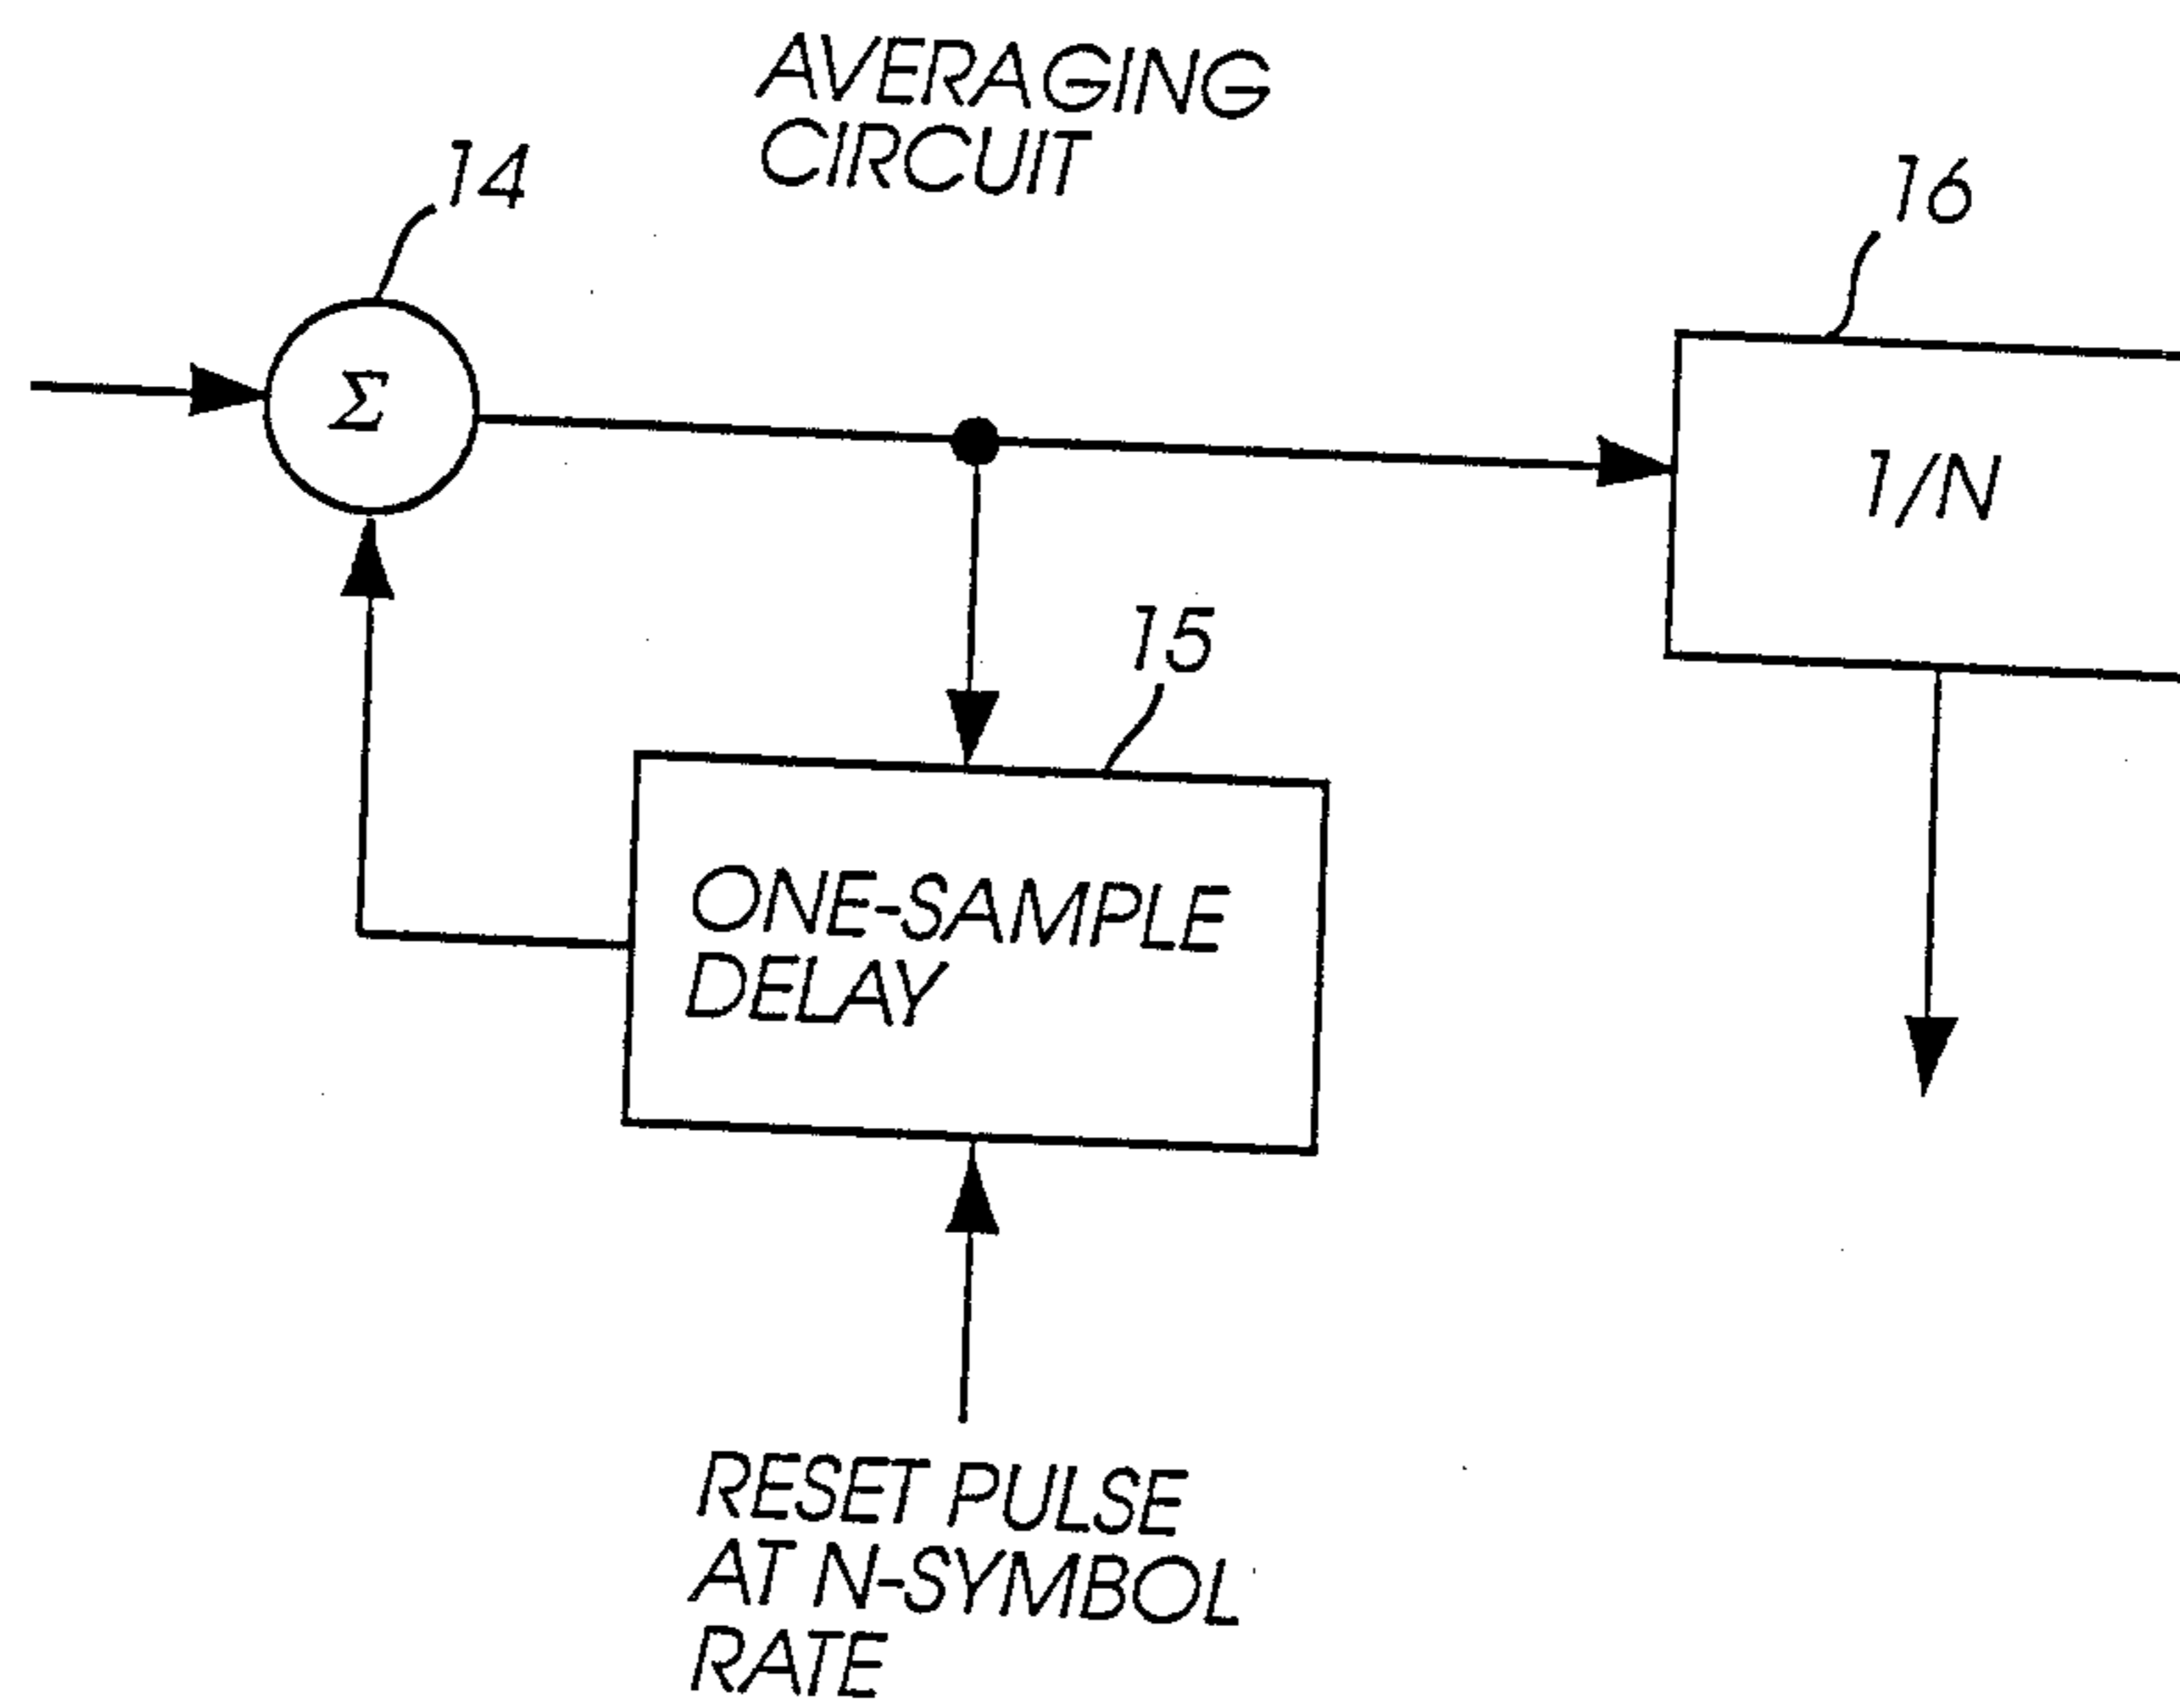 AVERAGING
CIRCUIT
14
16
Σ
1/N
15
ONE-SAMPLE
DELAY
RESET PULSE
AT N-SYMBOL
RATE